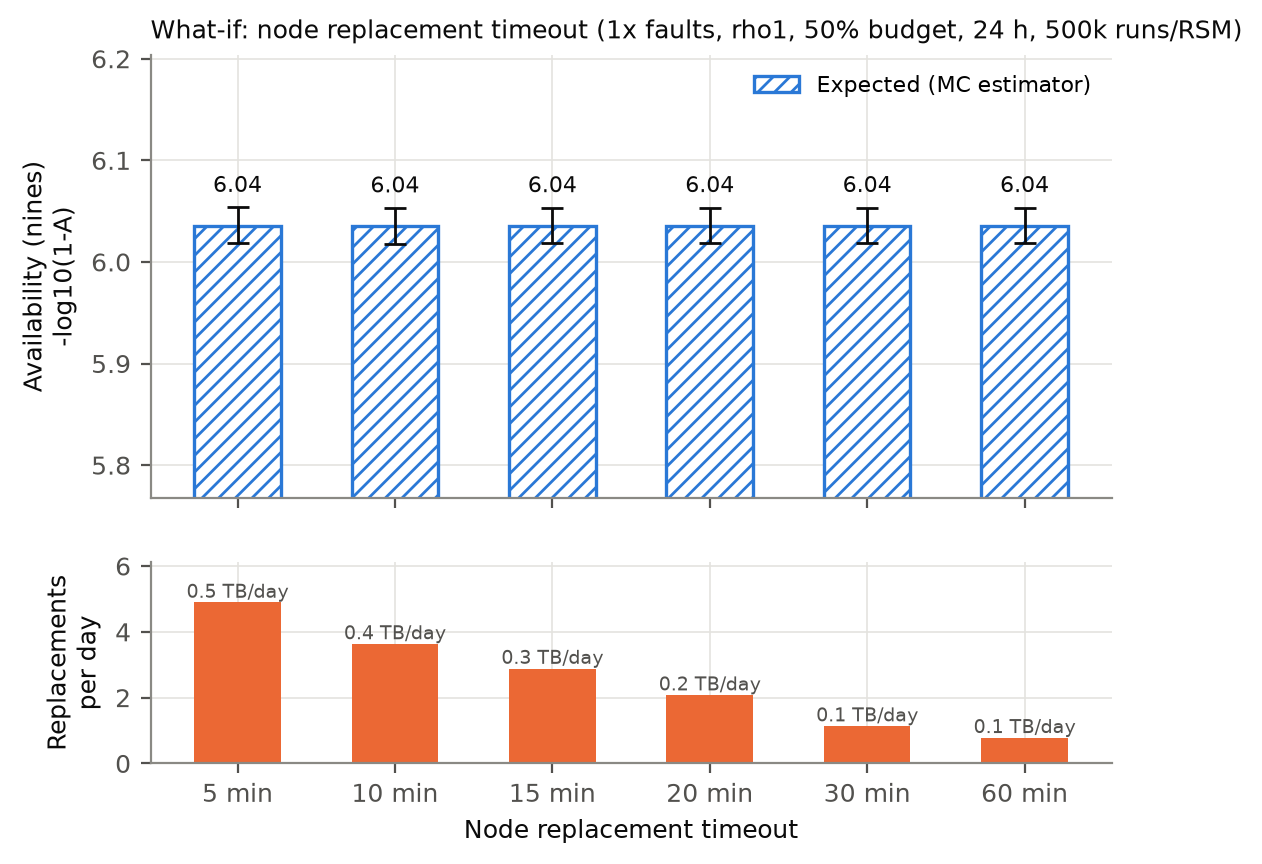 What-if: node replacement timeout (1x faults, rho1, 50% budget, 24 h, 500k runs/RSM)
Availability (nines)
-log10(1-A)
6.2
6.1
6.0
5.9
5.8
Expected (MC estimator)
6.04 6.04 6.04 6.04 6.04 6.04
Replacements
per day
6
4
2
0
0.5 TB/day
0.4 TB/day
0.3 TB/day
0.2 TB/day
0.1 TB/day
0.1 TB/day
5 min 10 min 15 min 20 min 30 min 60 min
Node replacement timeout